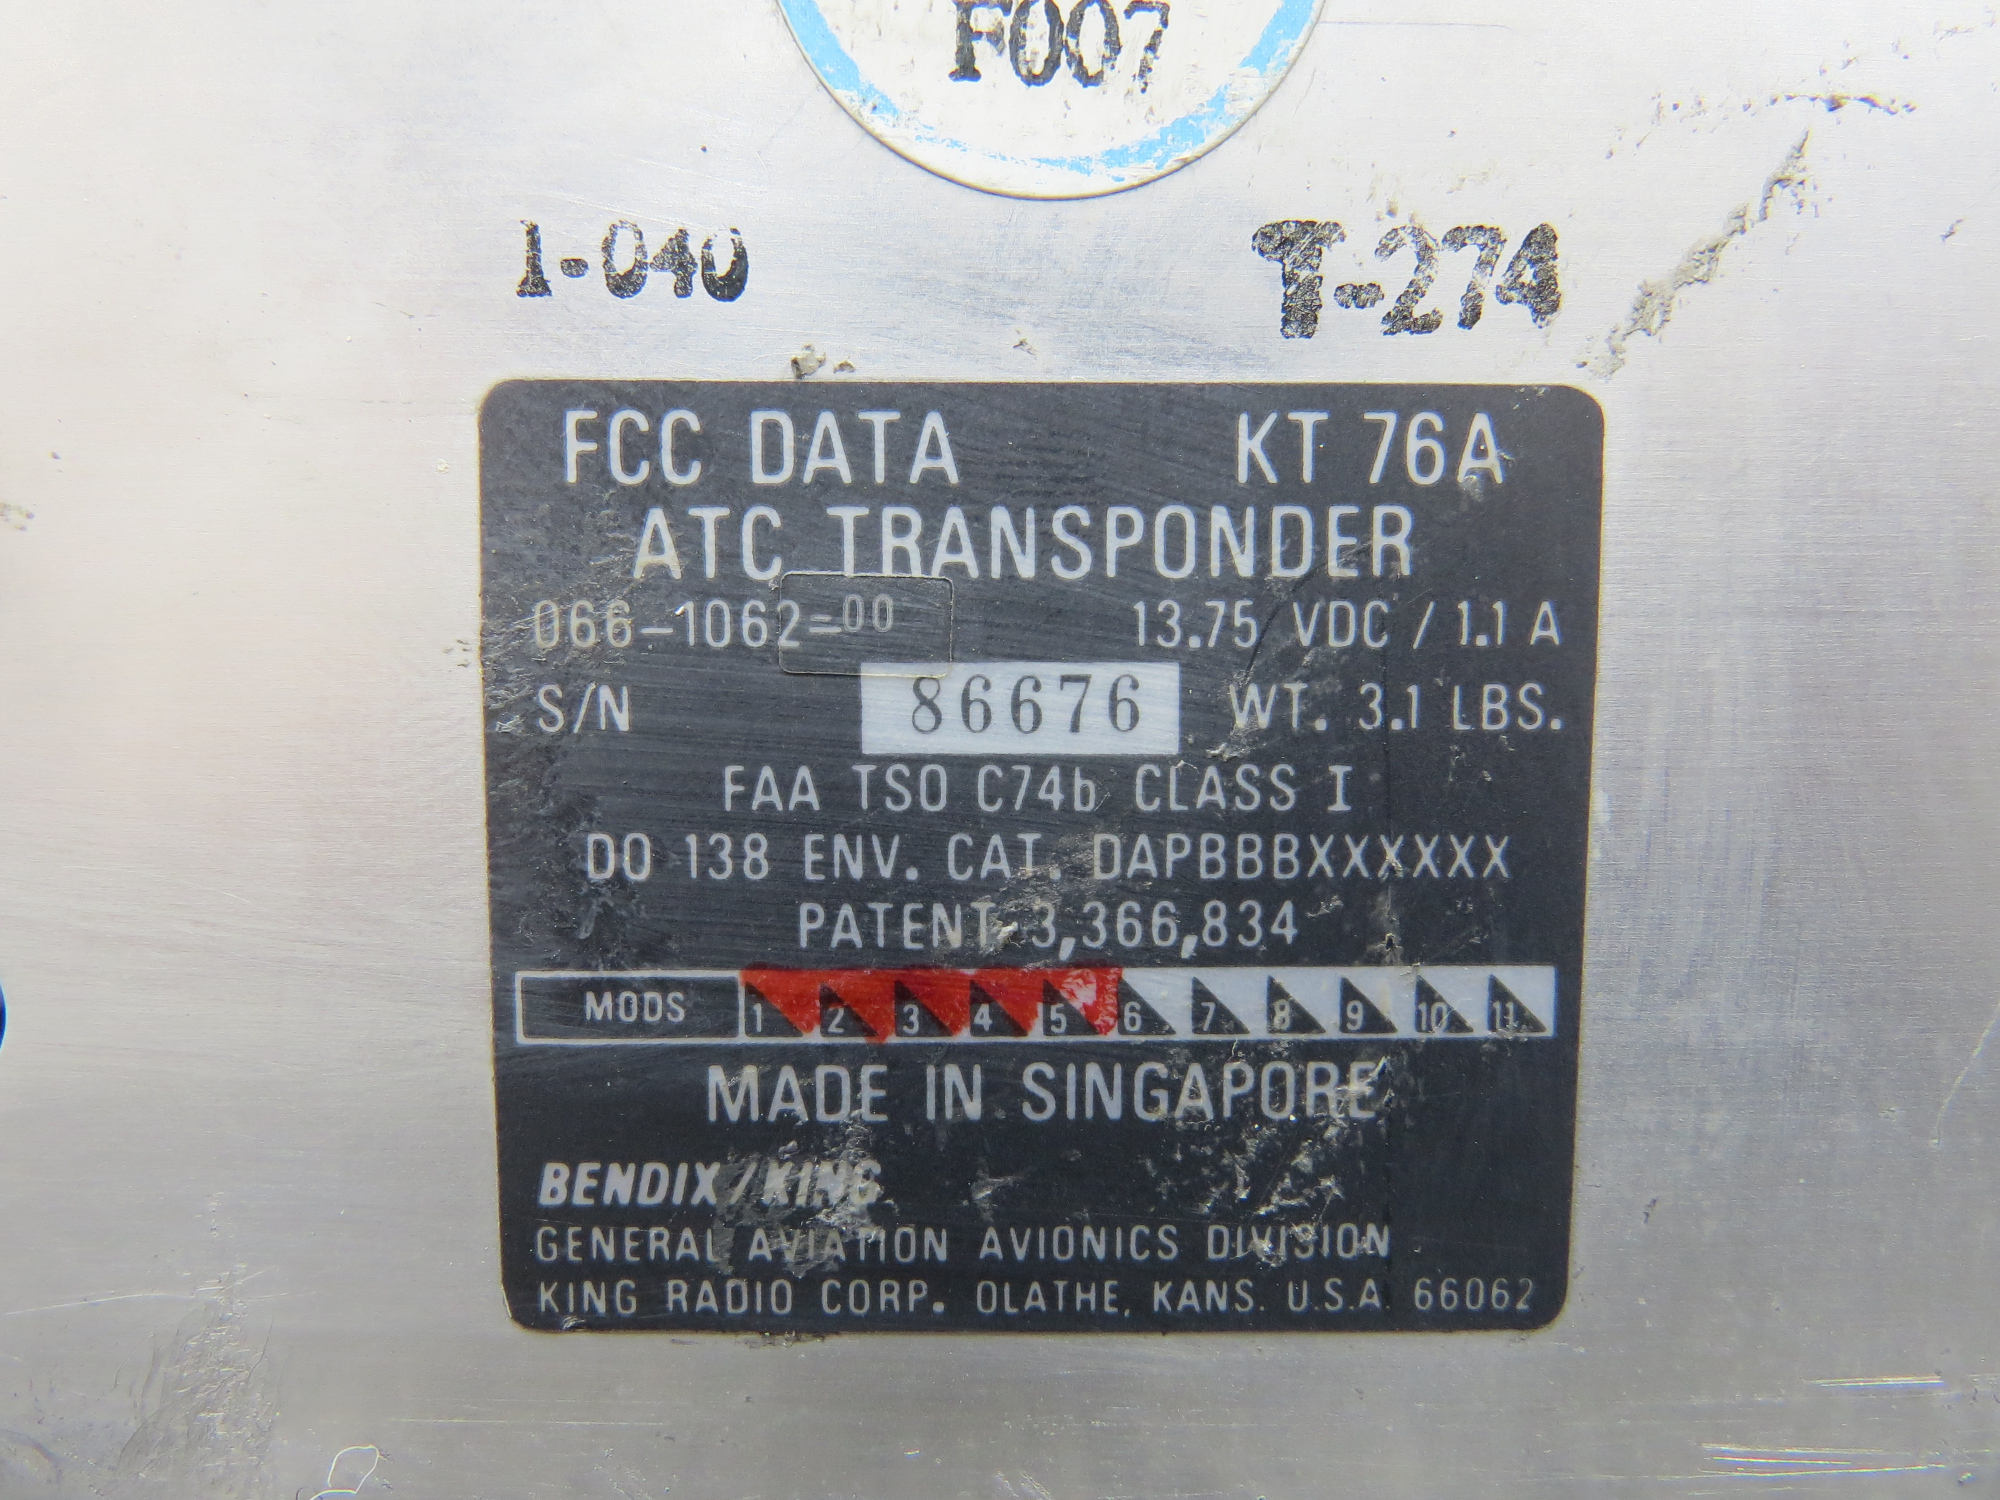 F007
1-040 T-274
FCC DATA KT 76A
ATC TRANSPONDER
066-1062-00 13.75 VDC / 1.1 A
S/N 86676 WT. 3.1 LBS.
FAA TSO C74b CLASS I
DO 138 ENV. CAT. DAPBBBXXXXXX
PATENT 3,366,834
MODS 1 2 3 4 5 6 7 8 9 10 11
MADE IN SINGAPORE
BENDIX/KING
GENERAL AVIATION AVIONICS DIVISION
KING RADIO CORP. OLATHE, KANS. U.S.A. 66062